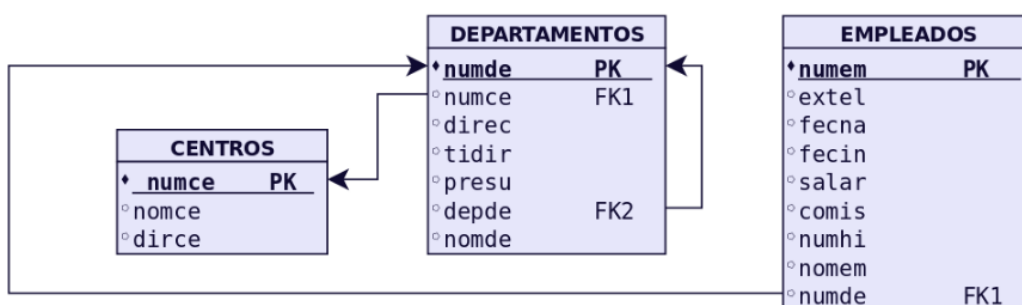 DEPARTAMENTOS
numde PK
numce FK1
direc
tidir
presu
depde FK2
nomde
CENTROS
numce PK
nomce
dirce
EMPLEADOS
numem PK
extel
fecna
fecin
salar
comis
numhi
nomem
numde FK1